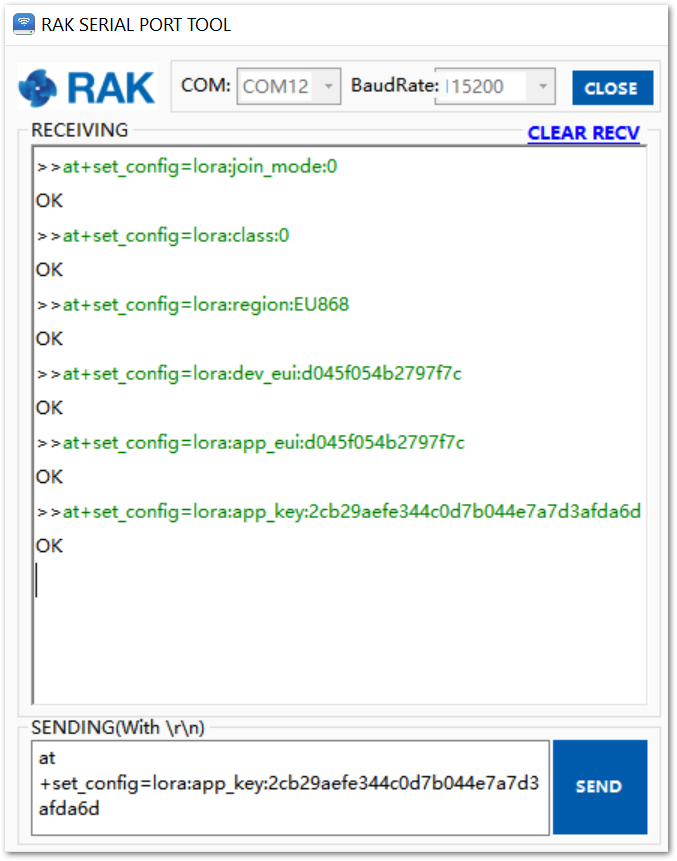 RAK SERIAL PORT TOOL
RAK
COM: COM12 BaudRate: 115200 CLOSE
RECEIVING
CLEAR RECV
>>at+set_config=lora:join_mode:0
OK
>>at+set_config=lora:class:0
OK
>>at+set_config=lora:region:EU868
OK
>>at+set_config=lora:dev_eui:d045f054b2797f7c
OK
>>at+set_config=lora:app_eui:d045f054b2797f7c
OK
>>at+set_config=lora:app_key:2cb29aefe344c0d7b044e7a7d3afda6d
OK
SENDING(With \r\n)
at
+set_config=lora:app_key:2cb29aefe344c0d7b044e7a7d3
afda6d
SEND